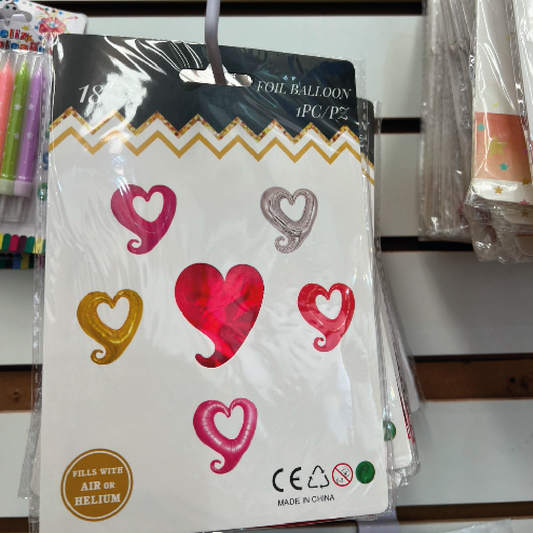 18
FOIL BALLOON
1PC/PZ
FILLS WITH
AIR OR
HELIUM
CE
MADE IN CHINA